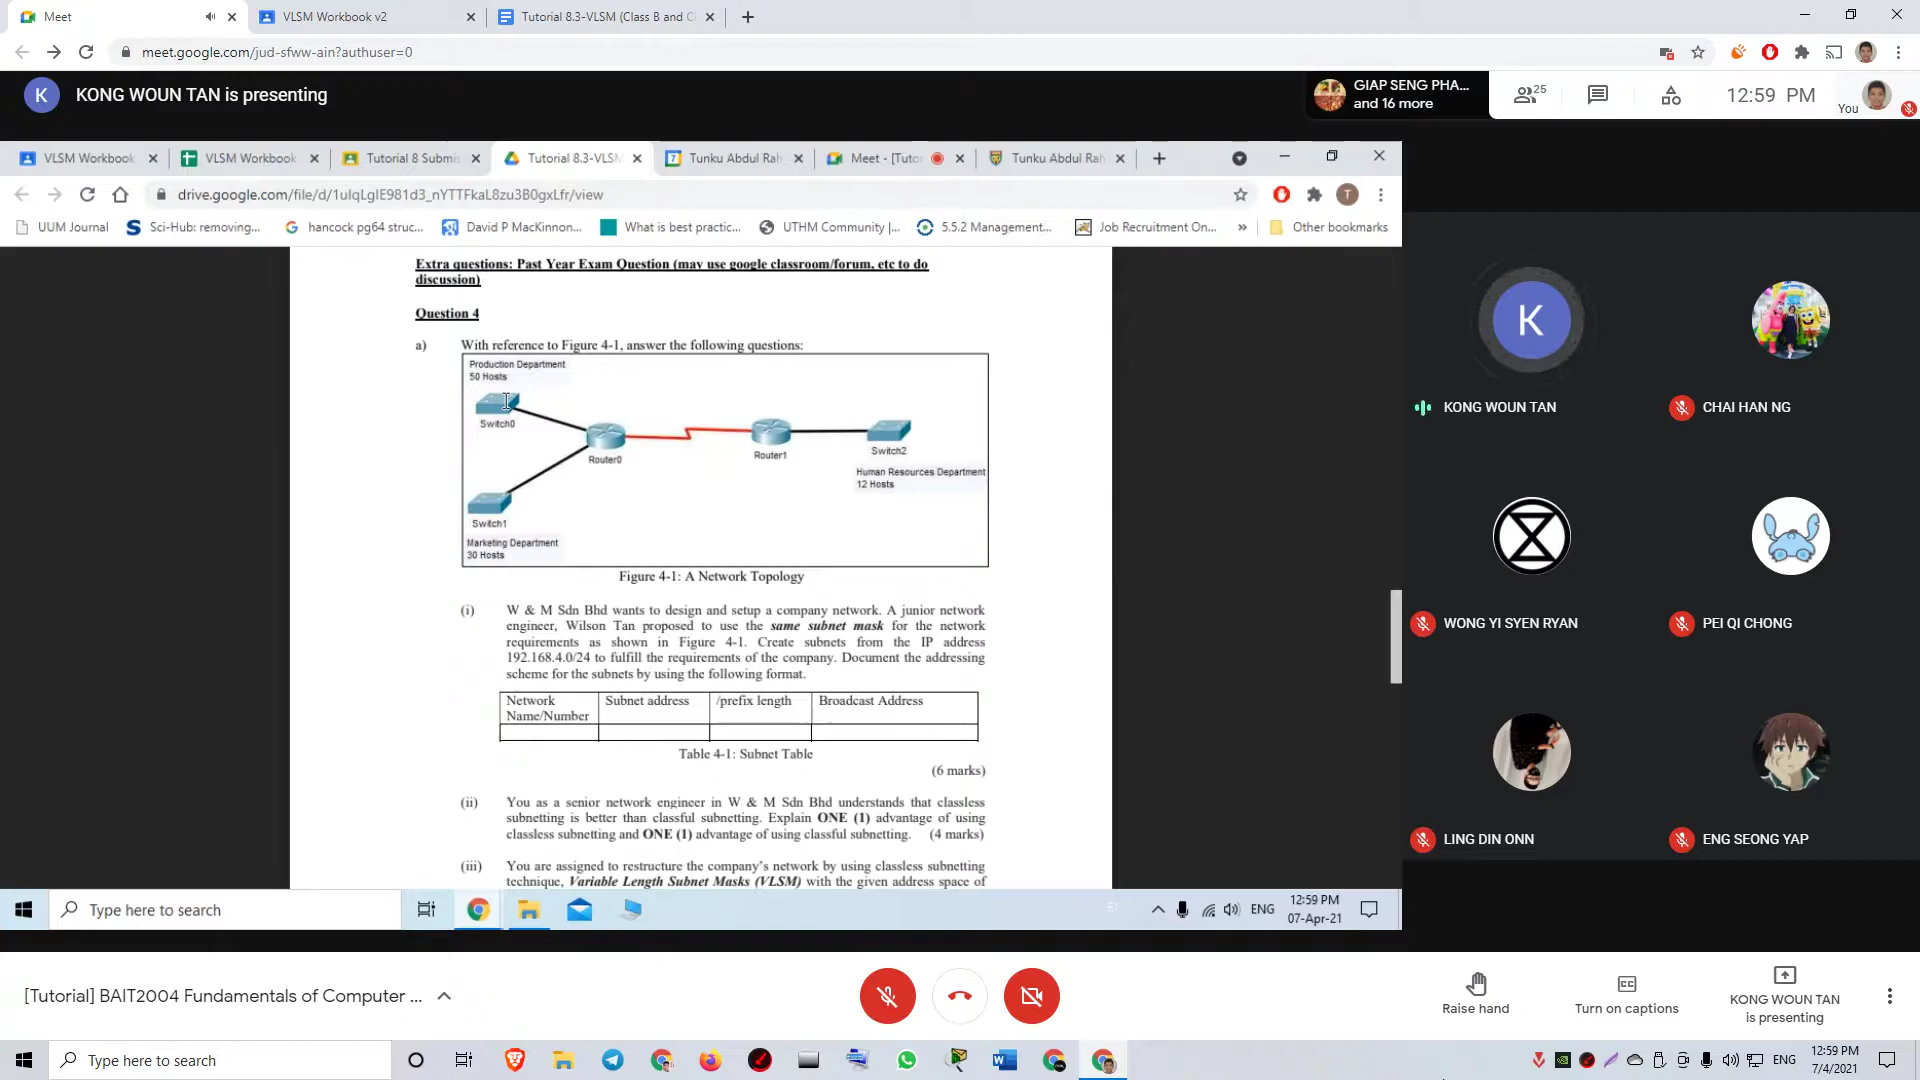 Meet
VLSM Workbook v2
Tutorial 8.3-VLSM (Class B and C
meet.google.com/jud-sfww-ain?authuser=0
K
KONG WOUN TAN is presenting
GIAP SENG PHA...
and 16 more
25
12:59 PM
You
VLSM Workbook
VLSM Workbook
Tutorial 8 Submis
Tutorial 8.3-VLSM
Tunku Abdul Rah
Meet - [Tutor
Tunku Abdul Rah
drive.google.com/file/d/1uIqLgIE981d3_nYTTFkaL8zu3B0gxLfr/view
T
UUM Journal
Sci-Hub: removing...
hancock pg64 struc...
David P MacKinnon...
What is best practic...
UTHM Community |...
5.5.2 Management...
Job Recruitment On...
»
Other bookmarks
Extra questions: Past Year Exam Question (may use google classroom/forum, etc to do
discussion)
Question 4
a) With reference to Figure 4-1, answer the following questions:
Production Department
50 Hosts
Switch0
Router0
Router1
Switch2
Human Resources Department
12 Hosts
Switch1
Marketing Department
30 Hosts
Figure 4-1: A Network Topology
(i) W & M Sdn Bhd wants to design and setup a company network. A junior network
engineer, Wilson Tan proposed to use the same subnet mask for the network
requirements as shown in Figure 4-1. Create subnets from the IP address
192.168.4.0/24 to fulfill the requirements of the company. Document the addressing
scheme for the subnets by using the following format.
Network Name/Number
Subnet address
/prefix length
Broadcast Address
Table 4-1: Subnet Table
(6 marks)
(ii) You as a senior network engineer in W & M Sdn Bhd understands that classless
subnetting is better than classful subnetting. Explain ONE (1) advantage of using
classless subnetting and ONE (1) advantage of using classful subnetting. (4 marks)
(iii) You are assigned to restructure the company's network by using classless subnetting
technique, Variable Length Subnet Masks (VLSM) with the given address space of
K
KONG WOUN TAN
CHAI HAN NG
WONG YI SYEN RYAN
PEI QI CHONG
LING DIN ONN
ENG SEONG YAP
Type here to search
ENG
12:59 PM
07-Apr-21
[Tutorial] BAIT2004 Fundamentals of Computer ...
Raise hand
Turn on captions
KONG WOUN TAN
is presenting
Type here to search
ENG
12:59 PM
7/4/2021